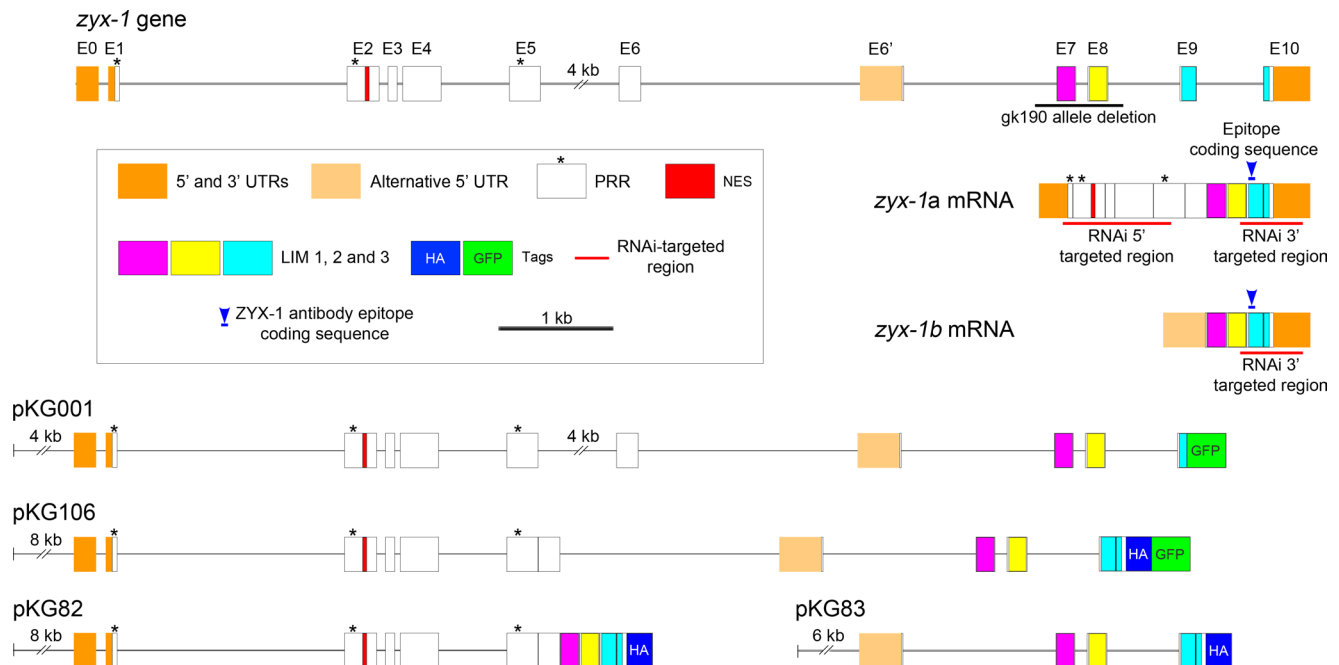 zyx-1 gene
E0 E1 E2 E3 E4 E5 E6 E6’ E7 E8 E9 E10
* * *
4 kb
gk190 allele deletion
*
5’ and 3’ UTRs Alternative 5’ UTR PRR NES
LIM 1, 2 and 3 HA GFP Tags RNAi-targeted
region
ZYX-1 antibody epitope
coding sequence
1 kb
Epitope
coding sequence
* * *
zyx-1a mRNA
RNAi 5’
targeted region
RNAi 3’
targeted region
zyx-1b mRNA
RNAi 3’
targeted region
pKG001
* * *
4 kb 4 kb GFP
pKG106
* * *
8 kb HA GFP
pKG82
* * *
8 kb HA
pKG83
6 kb HA